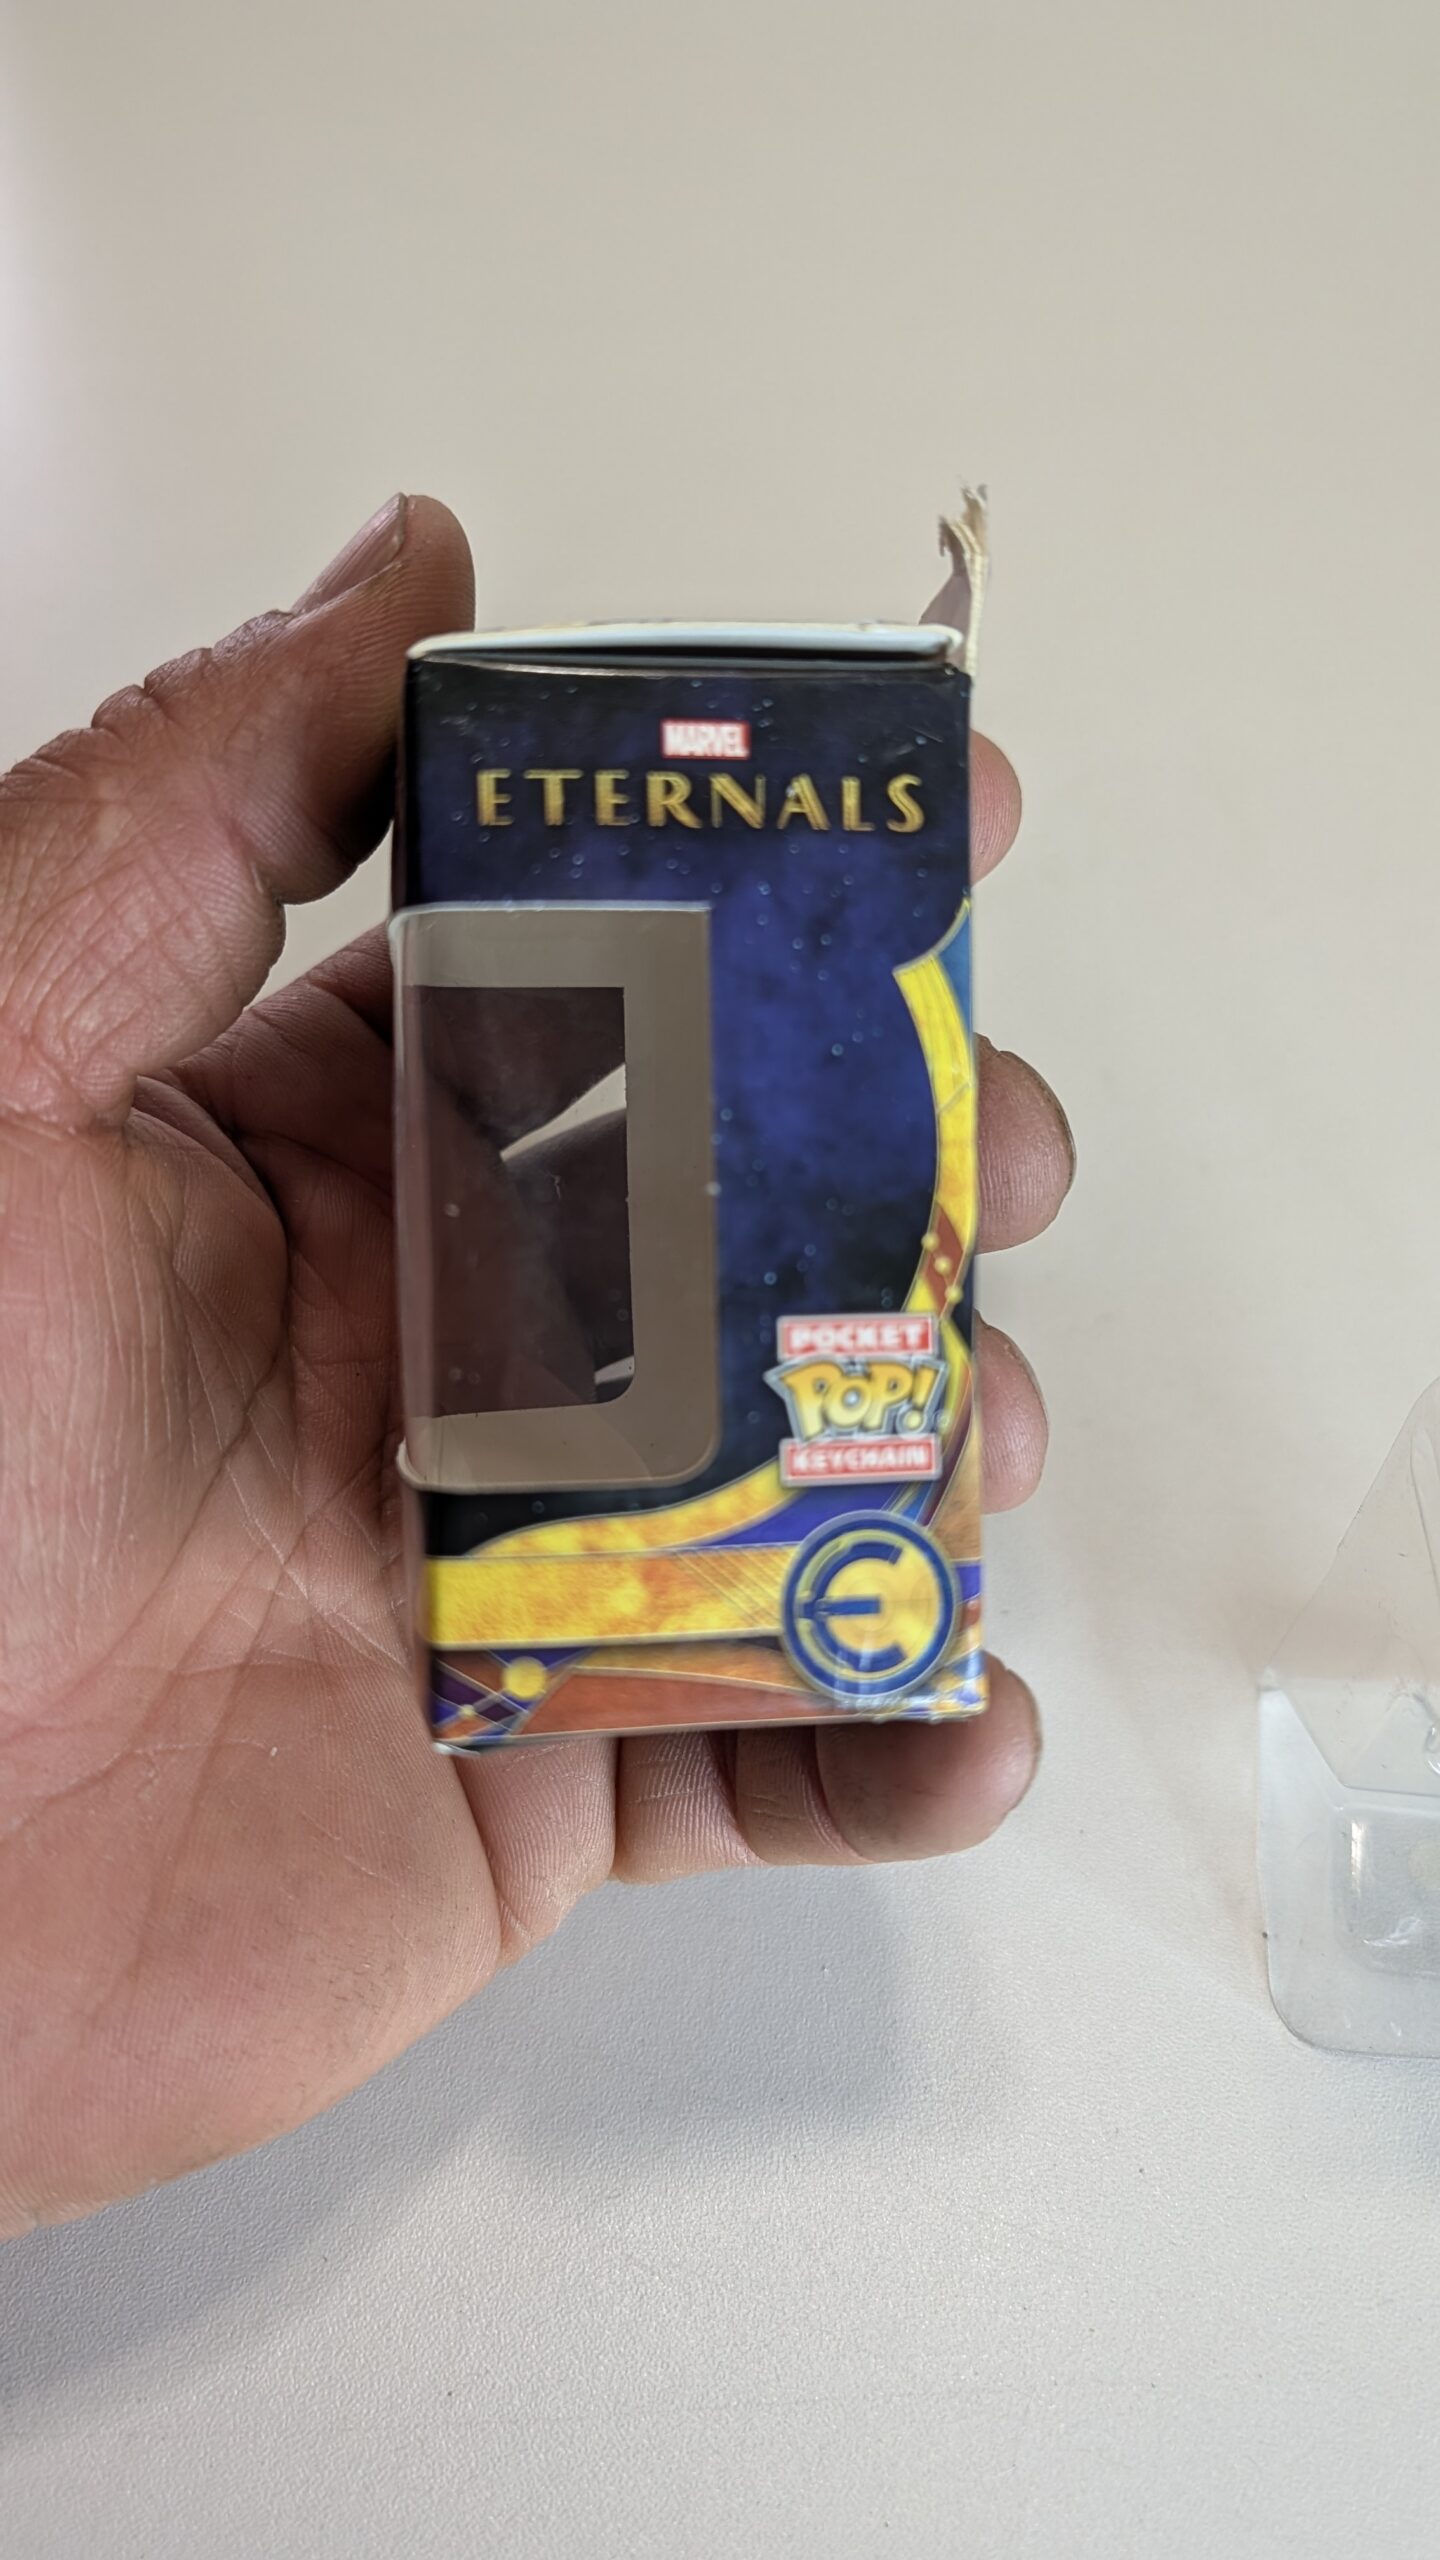 MARVEL
ETERNALS
POCKET
POP!
KEYCHAIN
E